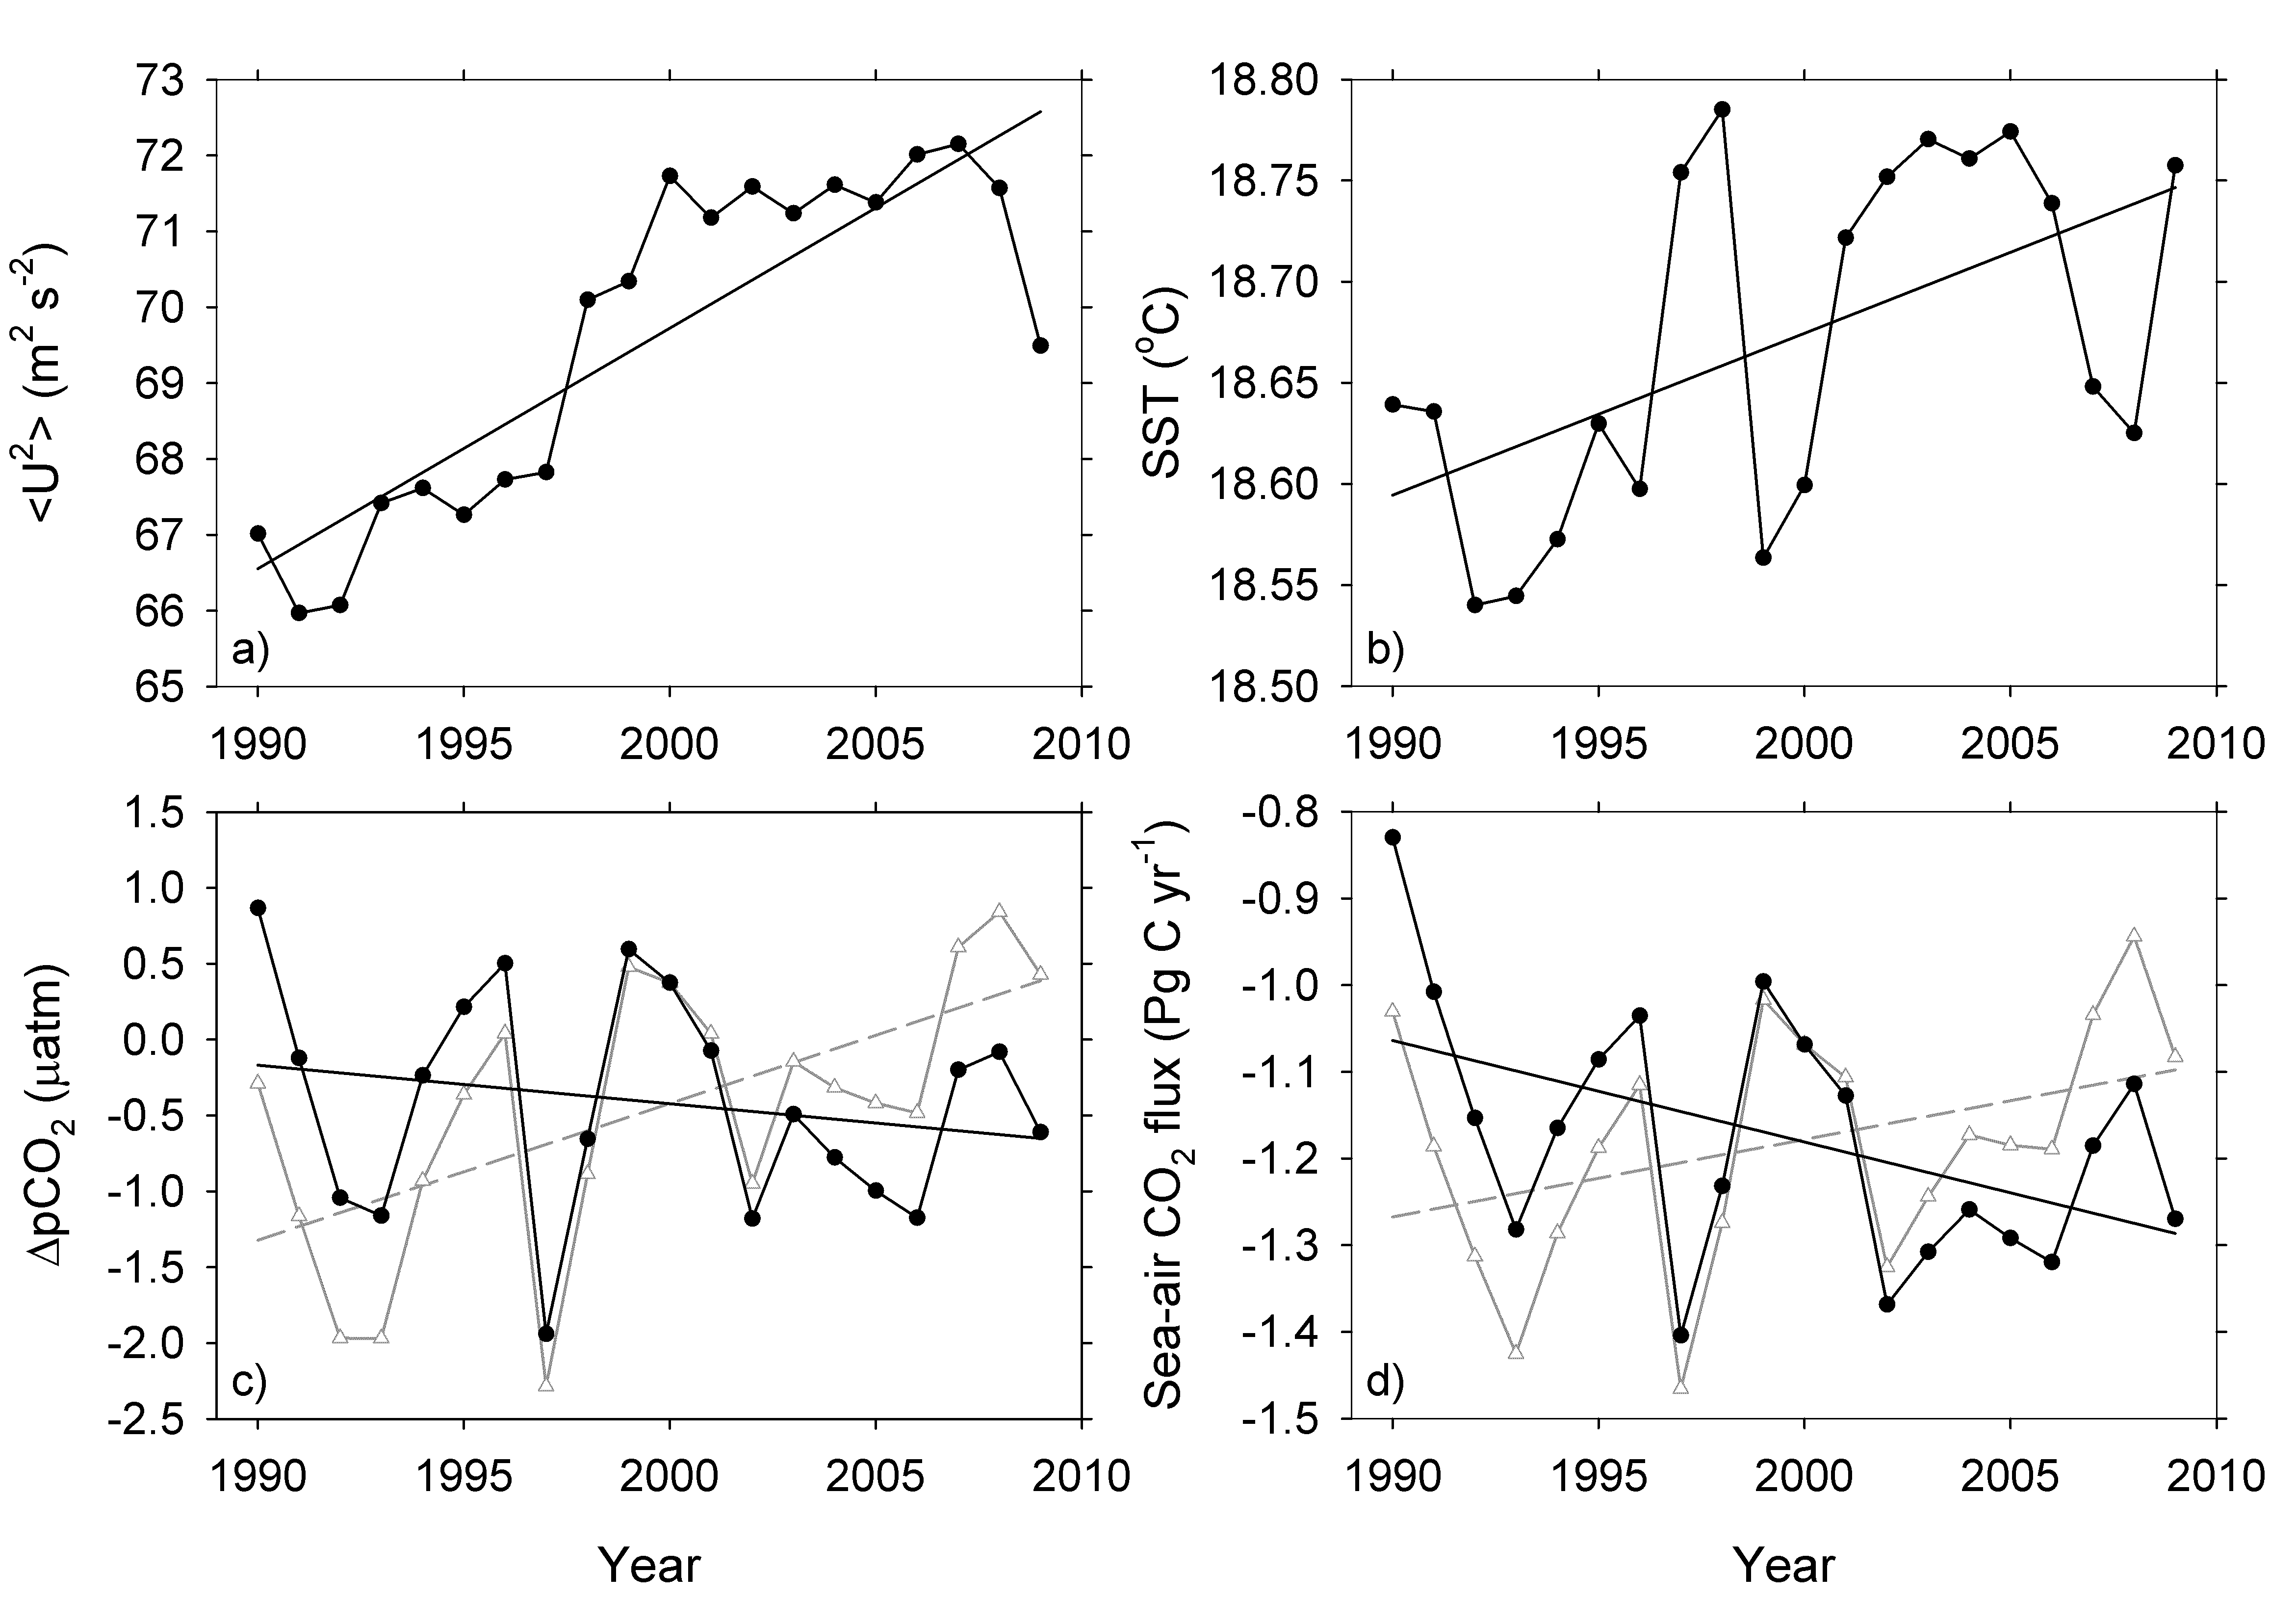 73
72
71
70
69
68
67
66
65
<U² > (m² s⁻²)
a)
1990 1995 2000 2005 2010
18.80
18.75
18.70
18.65
18.60
18.55
18.50
SST (ºC)
b)
1990 1995 2000 2005 2010
1.5
1.0
0.5
0.0
-0.5
-1.0
-1.5
-2.0
-2.5
ΔpCO₂ (μatm)
c)
1990 1995 2000 2005 2010
Year
-0.8
-0.9
-1.0
-1.1
-1.2
-1.3
-1.4
-1.5
Sea-air CO₂ flux (Pg C yr⁻¹)
d)
1990 1995 2000 2005 2010
Year